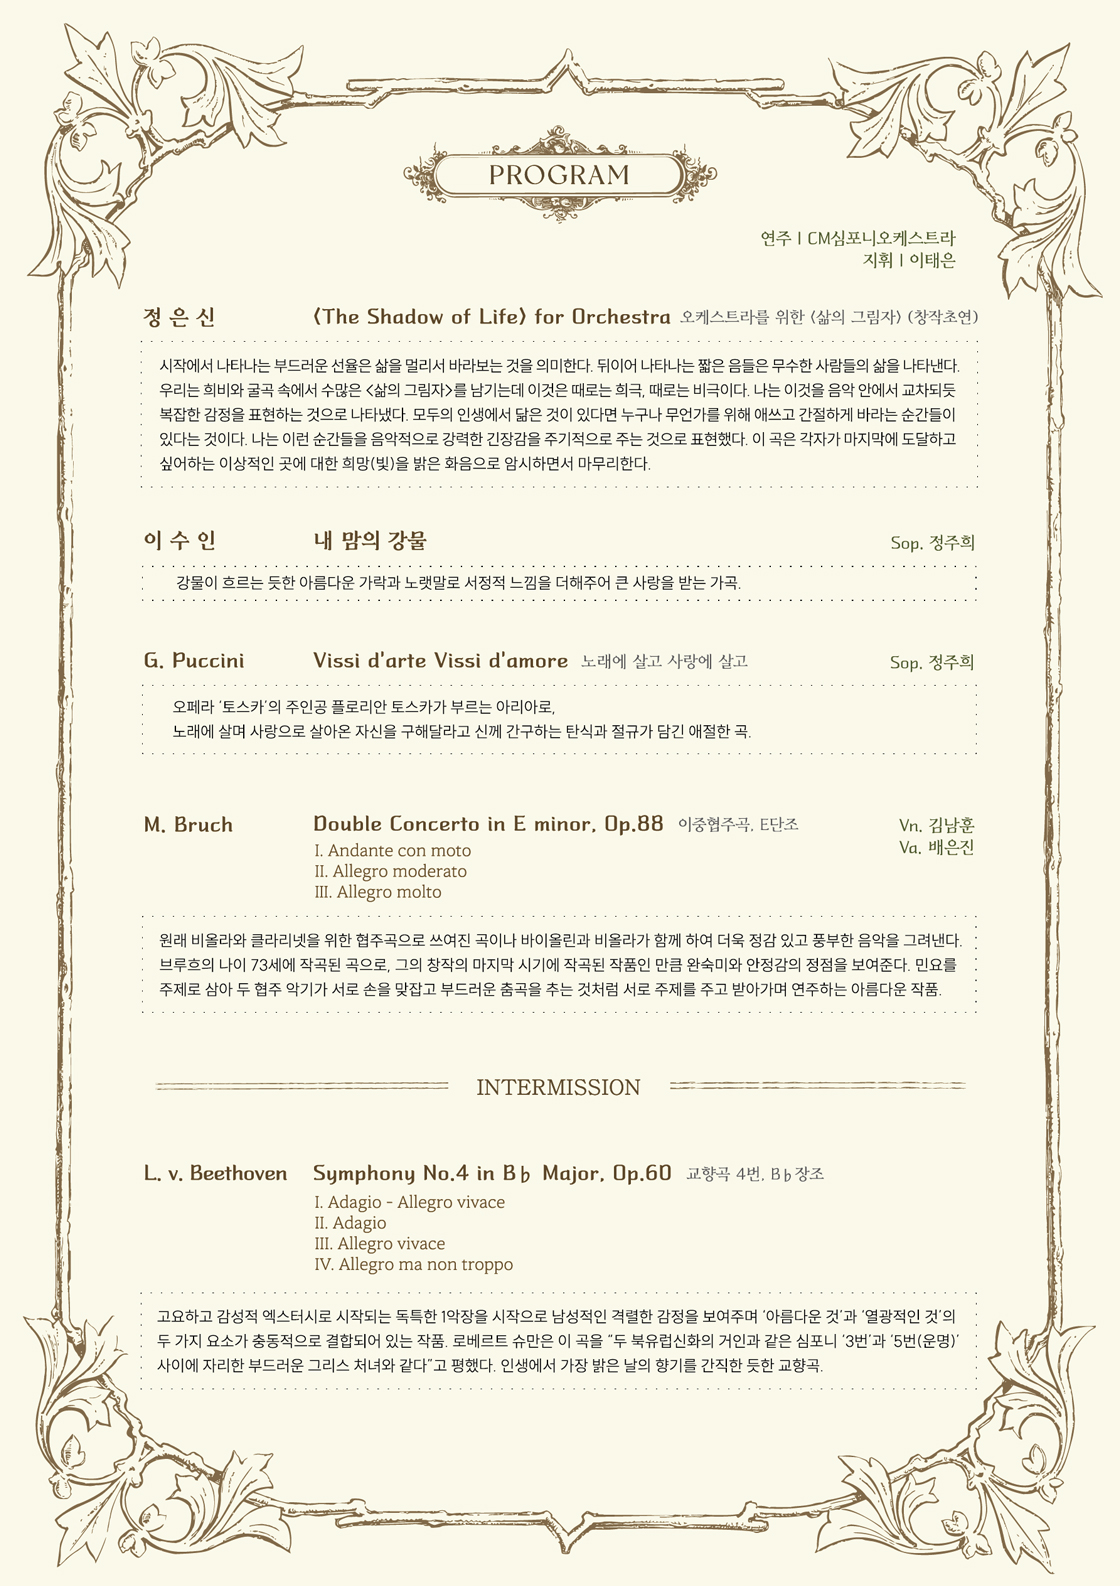 PROGRAM
연주 | CM심포니오케스트라
지휘 | 이태은
정 은 신 <The Shadow of Life> for Orchestra 오케스트라를 위한 <삶의 그림자> (창작초연)
시작에서 나타나는 부드러운 선율은 삶을 멀리서 바라보는 것을 의미한다. 뒤이어 나타나는 짧은 음들은 무수한 사람들의 삶을 나타낸다.
우리는 희비와 굴곡 속에서 수많은 <삶의 그림자>를 남기는데 이것은 때로는 희극, 때로는 비극이다. 나는 이것을 음악 안에서 교차되듯
복잡한 감정을 표현하는 것으로 나타냈다. 모두의 인생에서 닮은 것이 있다면 누구나 무언가를 위해 애쓰고 간절하게 바라는 순간들이
있다는 것이다. 나는 이런 순간들을 음악적으로 강력한 긴장감을 주기적으로 주는 것으로 표현했다. 이 곡은 각자가 마지막에 도달하고
싶어하는 이상적인 곳에 대한 희망(빛)을 밝은 화음으로 암시하면서 마무리한다.
이 수 인 내 맘의 강물 Sop. 정주희
강물이 흐르는 듯한 아름다운 가락과 노랫말로 서정적 느낌을 더해주어 큰 사랑을 받는 가곡.
G. Puccini Vissi d'arte Vissi d'amore 노래에 살고 사랑에 살고 Sop. 정주희
오페라 '토스카'의 주인공 플로리안 토스카가 부르는 아리아로,
노래에 살며 사랑으로 살아온 자신을 구해달라고 신께 간구하는 탄식과 절규가 담긴 애절한 곡.
M. Bruch Double Concerto in E minor, Op.88 이중협주곡, E단조 Vn. 김남훈
Va. 배은진
I. Andante con moto
II. Allegro moderato
III. Allegro molto
원래 비올라와 클라리넷을 위한 협주곡으로 쓰여진 곡이나 바이올린과 비올라가 함께 하여 더욱 정감 있고 풍부한 음악을 그려낸다.
브루흐의 나이 73세에 작곡된 곡으로, 그의 창작의 마지막 시기에 작곡된 작품인 만큼 완숙미와 안정감의 정점을 보여준다. 민요를
주제로 삼아 두 협주 악기가 서로 손을 맞잡고 부드러운 춤곡을 추는 것처럼 서로 주제를 주고 받아가며 연주하는 아름다운 작품.
INTERMISSION
L. v. Beethoven Symphony No.4 in B♭ Major, Op.60 교향곡 4번, B♭장조
I. Adagio - Allegro vivace
II. Adagio
III. Allegro vivace
IV. Allegro ma non troppo
고요하고 감성적 엑스터시로 시작되는 독특한 1악장을 시작으로 남성적인 격렬한 감정을 보여주며 '아름다운 것'과 '열광적인 것'의
두 가지 요소가 충동적으로 결합되어 있는 작품. 로베르트 슈만은 이 곡을 "두 북유럽신화의 거인과 같은 심포니 '3번'과 '5번(운명)'
사이에 자리한 부드러운 그리스 처녀와 같다"고 평했다. 인생에서 가장 밝은 날의 향기를 간직한 듯한 교향곡.